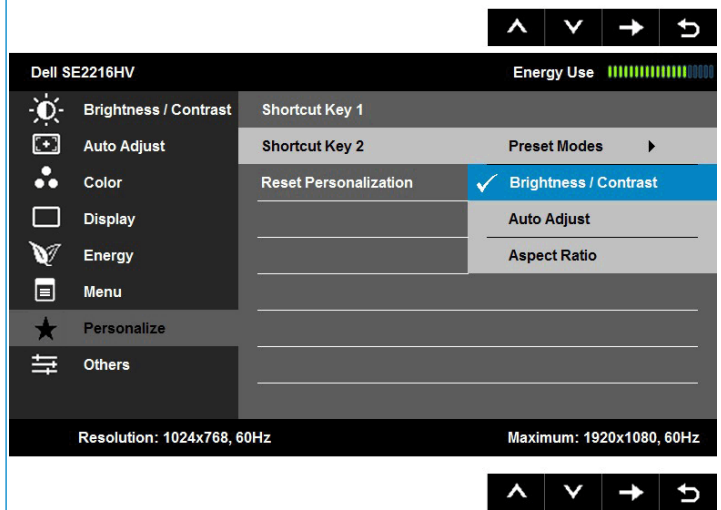 Dell SE2216HV Energy Use
Brightness / Contrast Shortcut Key 1
Auto Adjust Shortcut Key 2 Preset Modes
Color Reset Personalization Brightness / Contrast
Display Auto Adjust
Energy Aspect Ratio
Menu
Personalize
Others
Resolution: 1024x768, 60Hz Maximum: 1920x1080, 60Hz